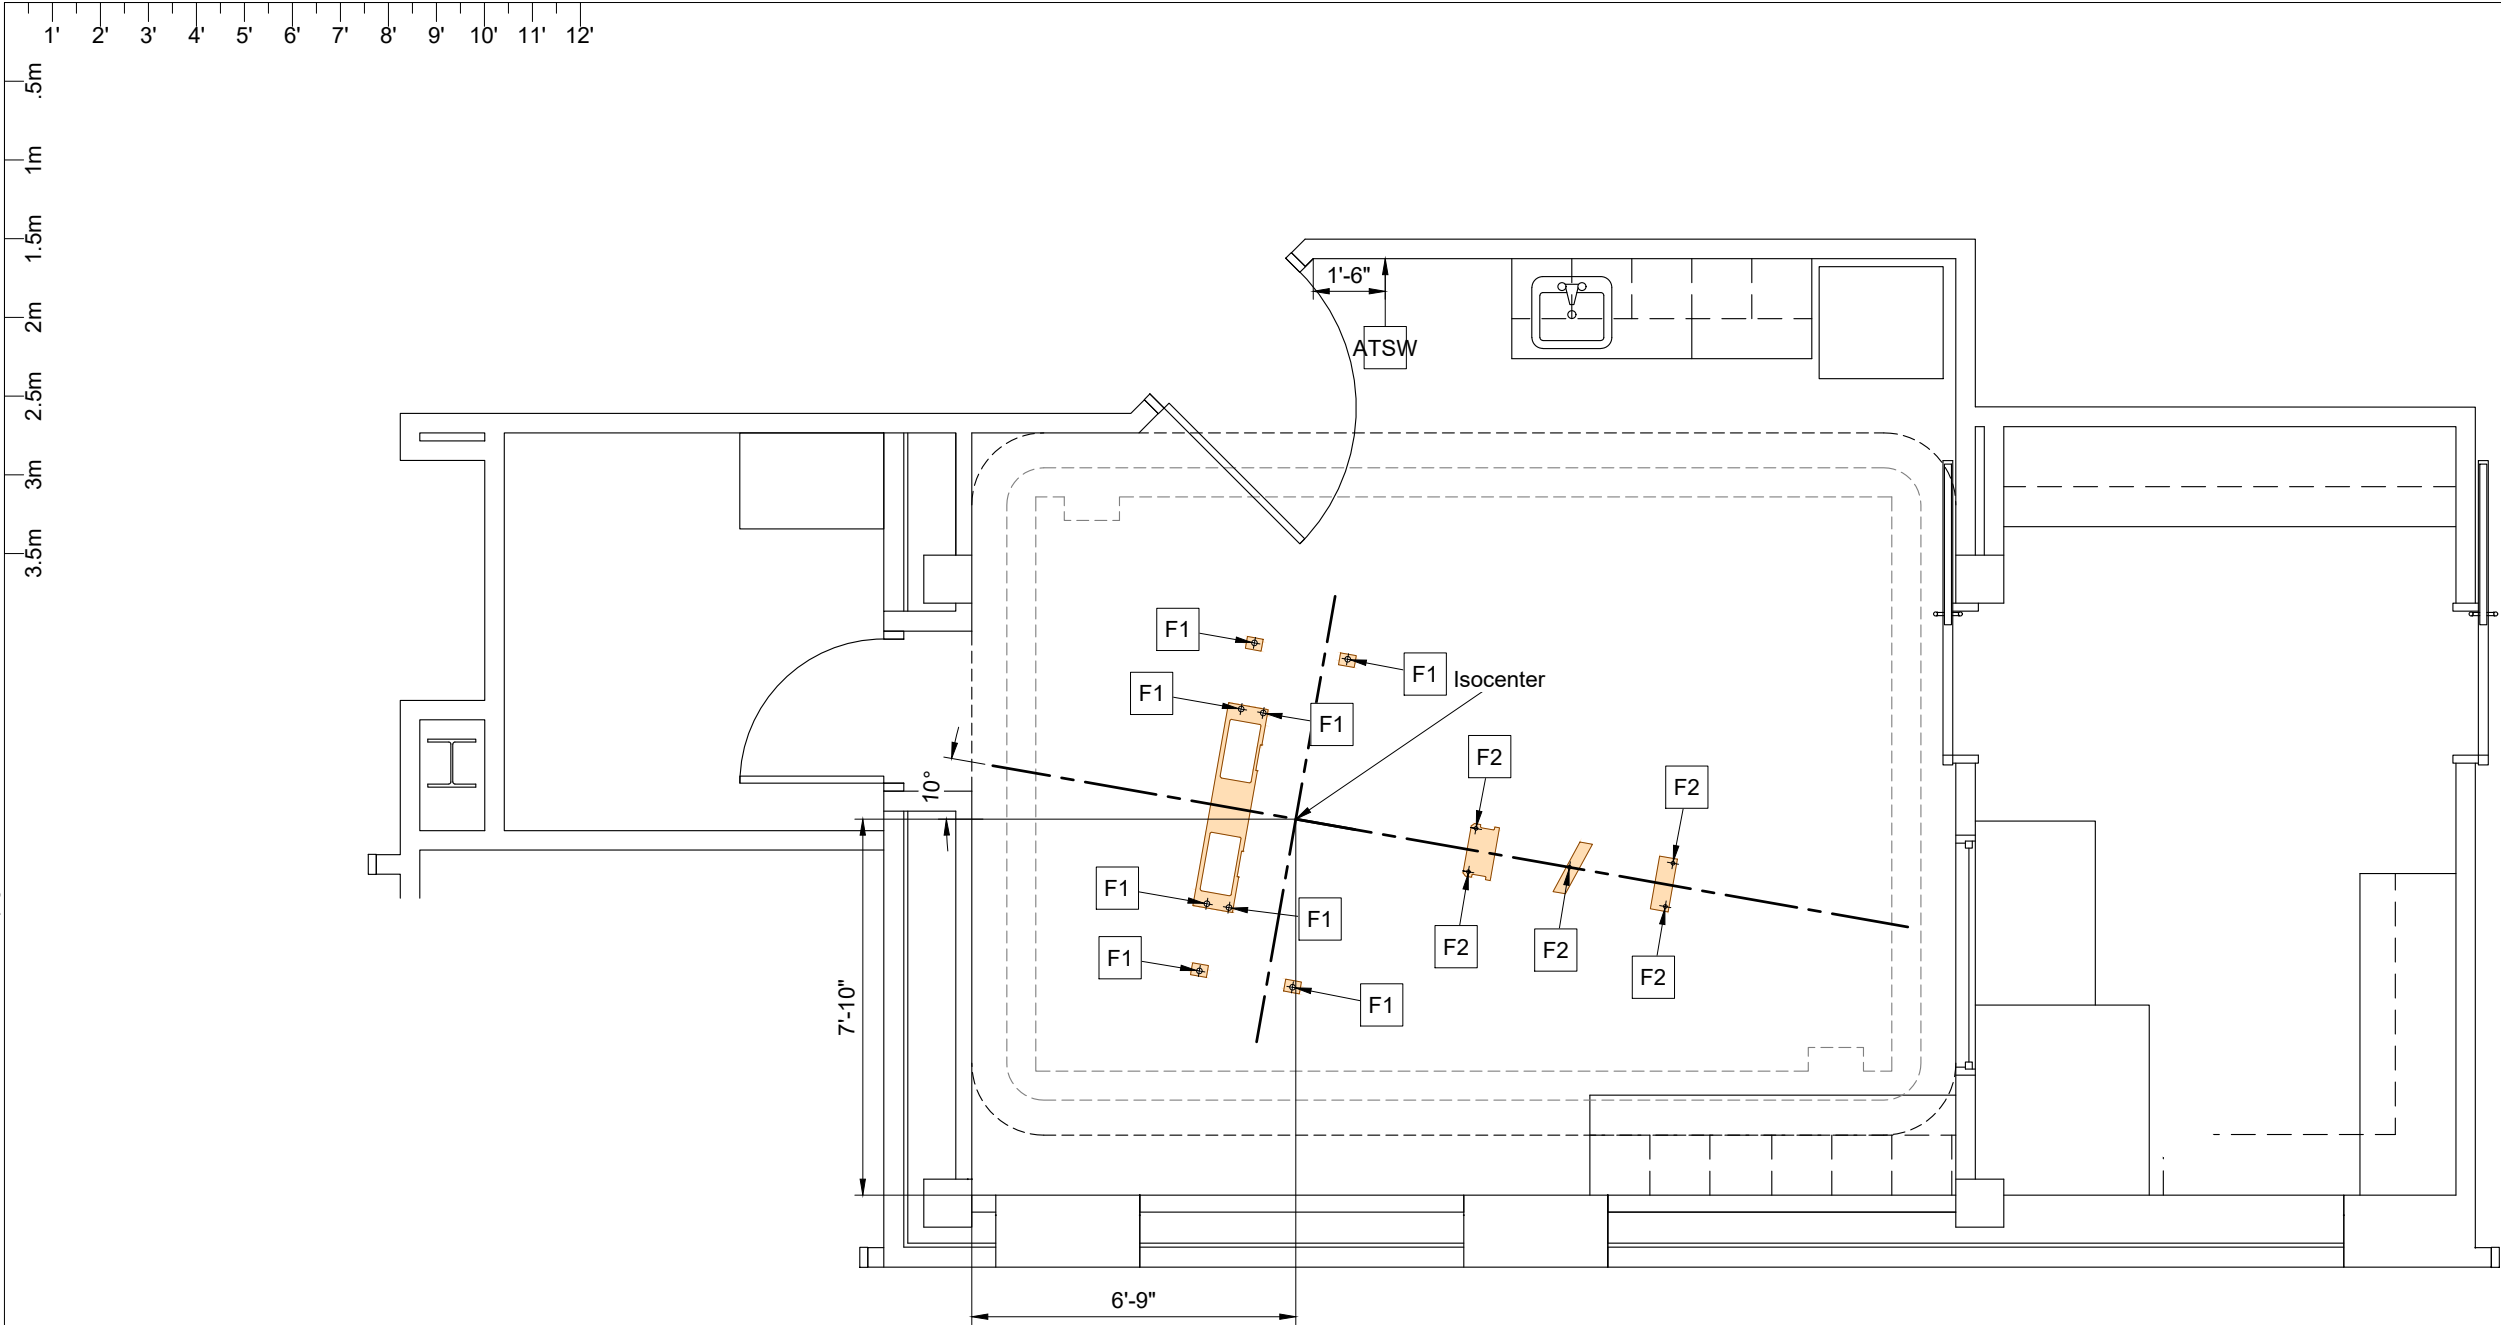 1' 2' 3' 4' 5' 6' 7' 8' 9' 10' 11' 12'
.5m
1m
1.5m
2m
2.5m
3m
3.5m
1'-6"
ATSW
F1
F1
Isocenter
F1
F1
F2
F2
10°
F1
F1
F2
F2
F1
F2
F1
7'-10"
6'-9"